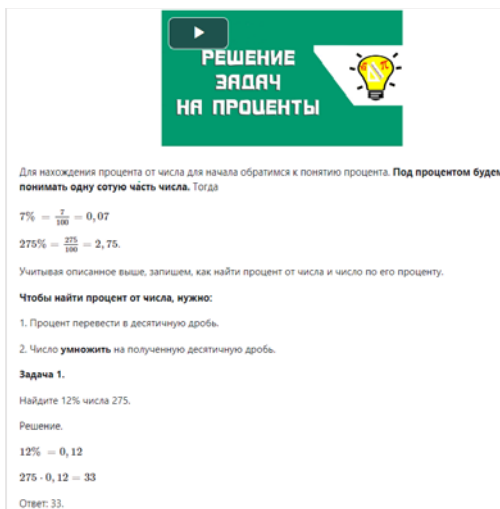 РЕШЕНИЕ
ЗАДАЧ
НА ПРОЦЕНТЫ
Для нахождения процента от числа для начала обратимся к понятию процента. Под процентом будем
понимать одну сотую часть числа. Тогда
7% = 7/100 = 0,07
275% = 275/100 = 2,75.
Учитывая описанное выше, запишем, как найти процент от числа и число по его проценту.
Чтобы найти процент от числа, нужно:
1. Процент перевести в десятичную дробь.
2. Число умножить на полученную десятичную дробь.
Задача 1.
Найдите 12% числа 275.
Решение.
12% = 0,12
275 · 0,12 = 33
Ответ: 33.